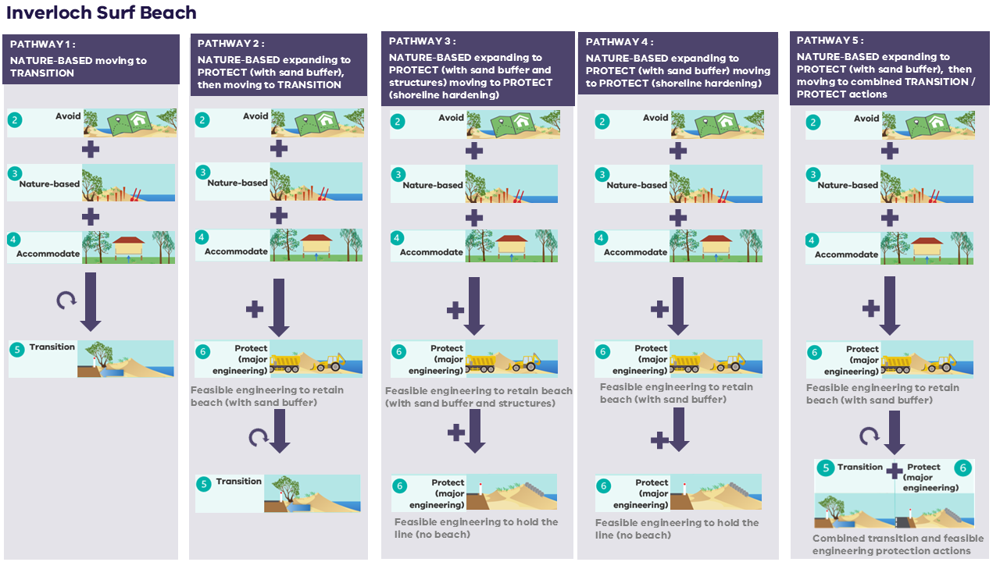 Inverloch Surf Beach
PATHWAY 1 :
NATURE-BASED moving to
TRANSITION
2
Avoid
3
Nature-based
4
Accommodate
5
Transition
PATHWAY 2 :
NATURE-BASED expanding to
PROTECT (with sand buffer),
then moving to TRANSITION
2
Avoid
3
Nature-based
4
Accommodate
6
Protect
(major
engineering)
Feasible engineering to retain
beach (with sand buffer)
5
Transition
PATHWAY 3 :
NATURE-BASED expanding to
PROTECT (with sand buffer and
structures) moving to PROTECT
(shoreline hardening)
2
Avoid
3
Nature-based
4
Accommodate
6
Protect
(major
engineering)
Feasible engineering to retain beach
(with sand buffer and structures)
6
Protect
(major
engineering)
Feasible engineering to hold the
line (no beach)
PATHWAY 4 :
NATURE-BASED expanding to
PROTECT (with sand buffer) moving
to PROTECT (shoreline hardening)
2
Avoid
3
Nature-based
4
Accommodate
6
Protect
(major
engineering)
Feasible engineering to retain
beach (with sand buffer)
6
Protect
(major
engineering)
Feasible engineering to hold the
line (no beach)
PATHWAY 5 :
NATURE-BASED expanding to
PROTECT (with sand buffer), then
moving to combined TRANSITION /
PROTECT actions
2
Avoid
3
Nature-based
4
Accommodate
6
Protect
(major
engineering)
Feasible engineering to retain
beach (with sand buffer)
5
Transition
Protect
(major
engineering)
6
Combined transition and feasible
engineering protection actions